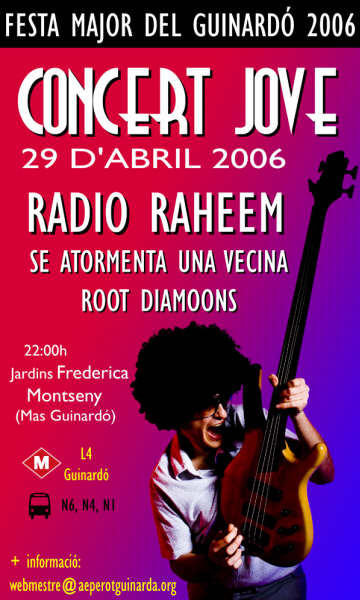 FESTA MAJOR DEL GUINARDÓ 2006
CONCERT JOVE
29 D'ABRIL 2006
RADIO RAHEEM
SE ATORMENTA UNA VECINA
ROOT DIAMOONS
22:00h
Jardins Frederica
Montseny
(Mas Guinardó)
M
L4
Guinardó
N6, N4, N1
+ informació:
webmestre@aeperotguinarda.org